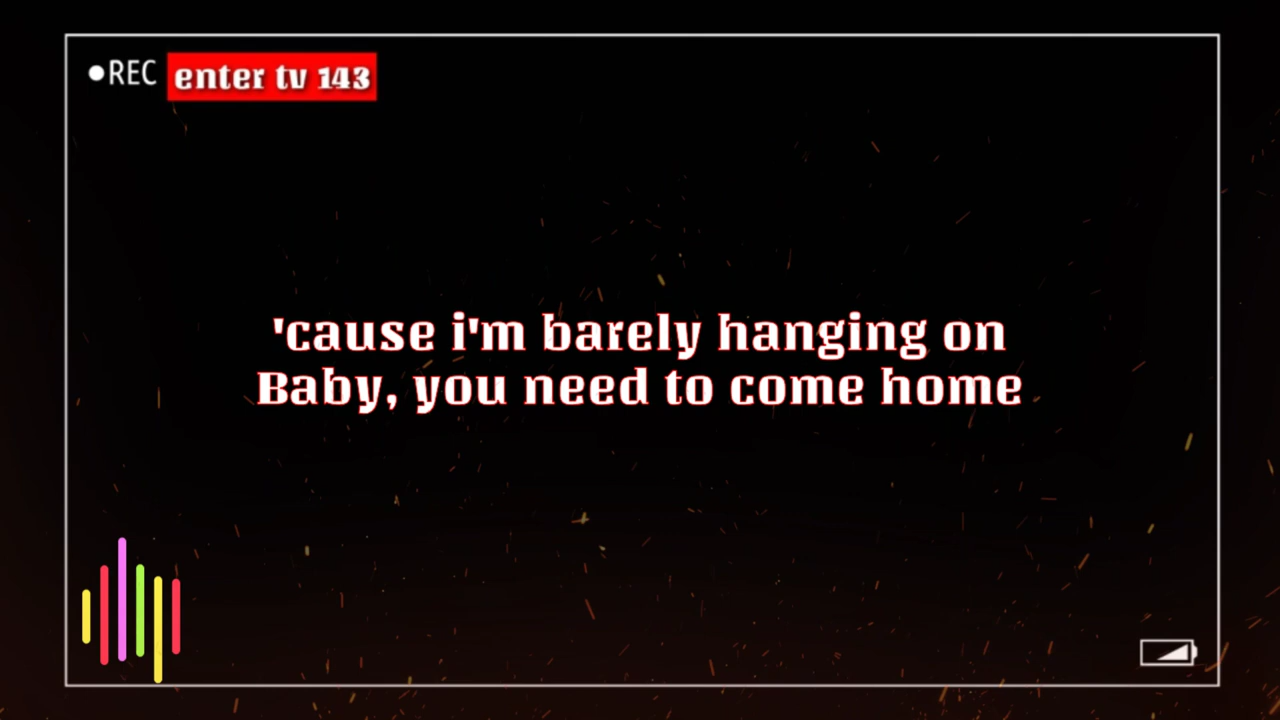 REC enter tv 143
'cause i'm barely hanging on
Baby, you need to come home